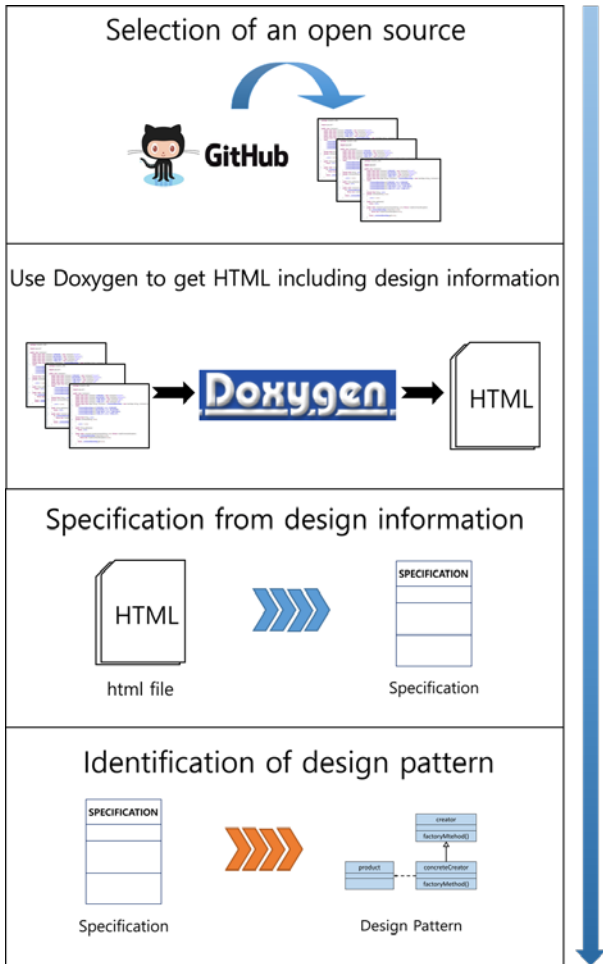 Selection of an open source
GitHub
Use Doxygen to get HTML including design information
Doxygen
HTML
Specification from design information
SPECIFICATION
HTML
html file
Specification
Identification of design pattern
SPECIFICATION
creator
factoryMtehod()
product
concreteCreator
factoryMethod()
Specification
Design Pattern